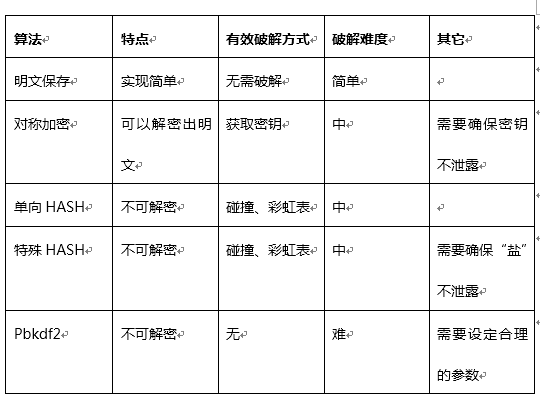 算法 特点 有效破解方式 破解难度 其它
明文保存 实现简单 无需破解 简单
对称加密 可以解密出明 获取密钥 中 需要确保密钥
文 不泄露
单向 HASH 不可解密 碰撞、彩虹表 中
特殊 HASH 不可解密 碰撞、彩虹表 中 需要确保“盐”
不泄露
Pbkdf2 不可解密 无 难 需要设定合理
的参数